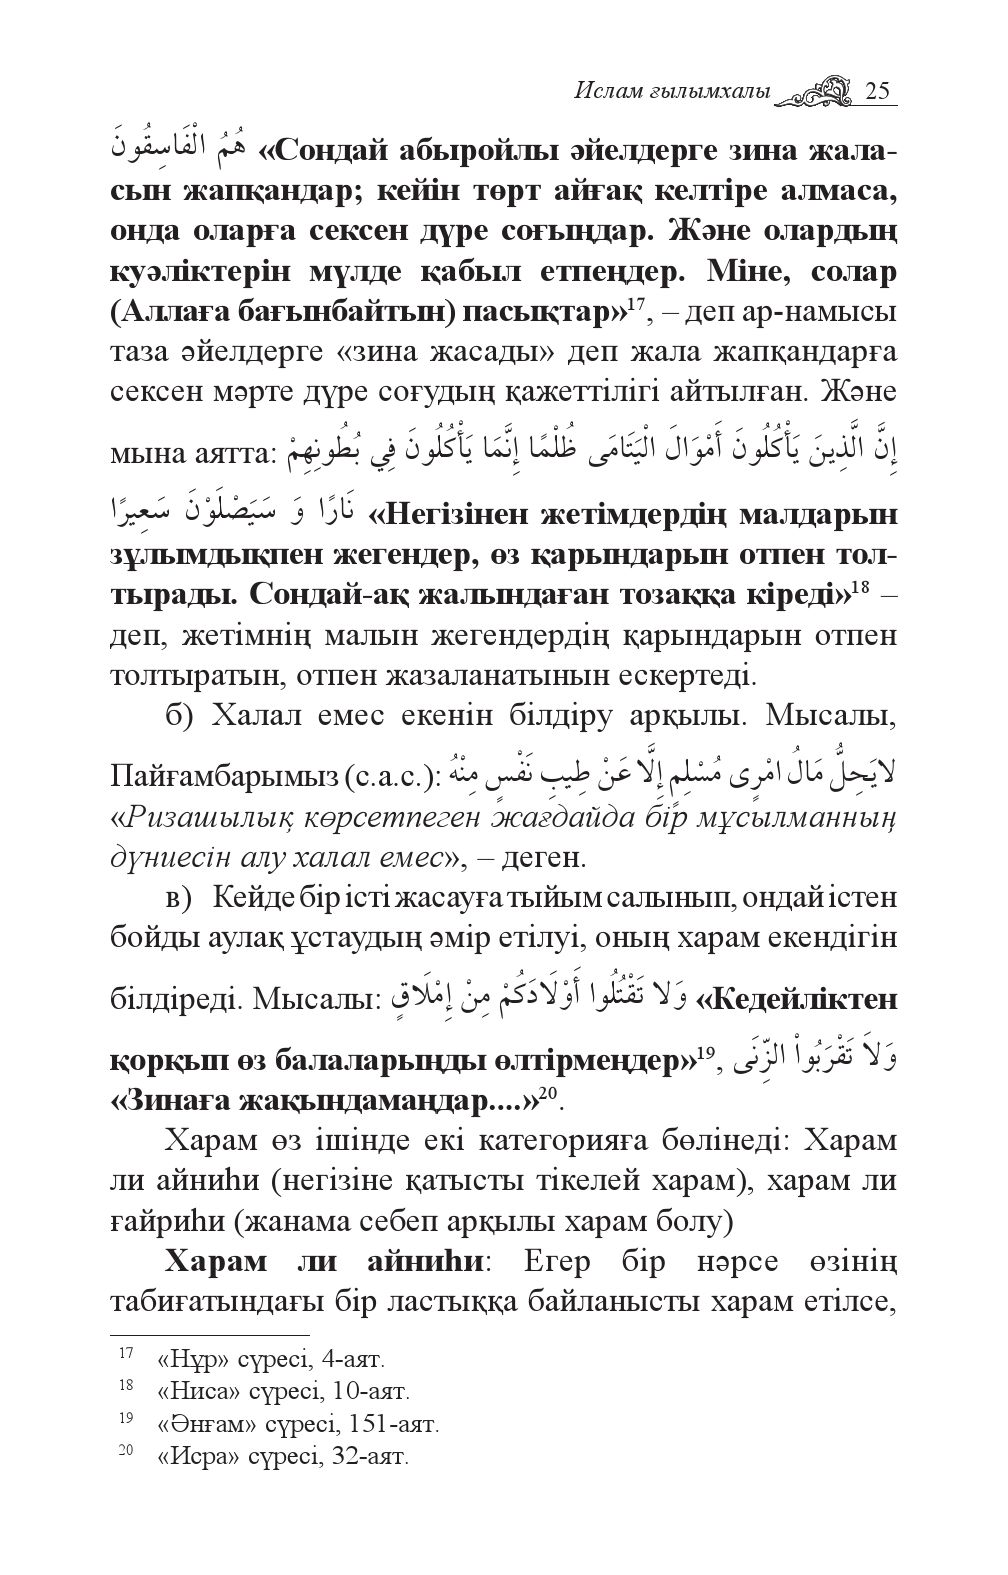 Ислам ғылымхалы 25
هُمُ الْفَاسِقُونَ «Сондай абыройлы әйелдерге зина жала-
сын жапқандар; кейін төрт айғақ келтіре алмаса,
онда оларға сексен дүре соғыңдар. Және олардың
куәліктерін мүлде қабыл етпеңдер. Міне, солар
(Аллаға бағынбайтын) пасықтар»17, – деп ар-намысы
таза әйелдерге «зина жасады» деп жала жапқандарға
сексен мәрте дүре соғудың қажеттілігі айтылған. Және
мына аятта: إِنَّ الَّذِينَ يَأْكُلُونَ أَمْوَالَ الْيَتَامَى ظُلْمًا إِنَّمَا يَأْكُلُونَ فِي بُطُونِهِمْ
نَارًا وَ سَيَصْلَوْنَ سَعِيرًا «Негізінен жетімдердің малдарын
зұлымдықпен жегендер, өз қарындарын отпен тол-
тырады. Сондай-ақ жалындаған тозаққа кіреді»18 –
деп, жетімнің малын жегендердің қарындарын отпен
толтыратын, отпен жазаланатынын ескертеді.
б) Халал емес екенін білдіру арқылы. Мысалы,
Пайғамбарымыз (с.а.с.): لايَحِلُّ مَالُ امْرِى مُسْلِمٍ إِلَّا عَنْ طِيبِ نَفْسٍ مِنْهُ
«Ризашылық көрсетпеген жағдайда бір мұсылманның
дүниесін алу халал емес», – деген.
в) Кейде бір істі жасауға тыйым салынып, ондай істен
бойды аулақ ұстаудың әмір етілуі, оның харам екендігін
білдіреді. Мысалы: وَلا تَقْتُلُوا أَوْلَادَكُمْ مِنْ إِمْلَاقٍ «Кедейліктен
қорқып өз балаларыңды өлтірмеңдер»19, وَلاَ تَقْرَبُواْ الزِّنَى
«Зинаға жақындамаңдар....»20.
Харам өз ішінде екі категорияға бөлінеді: Харам
ли айниһи (негізіне қатысты тікелей харам), харам ли
ғайриһи (жанама себеп арқылы харам болу)
Харам ли айниһи: Егер бір нәрсе өзінің
табиғатындағы бір ластыққа байланысты харам етілсе,
17 «Нұр» сүресі, 4-аят.
18 «Ниса» сүресі, 10-аят.
19 «Әнғам» сүресі, 151-аят.
20 «Исра» сүресі, 32-аят.